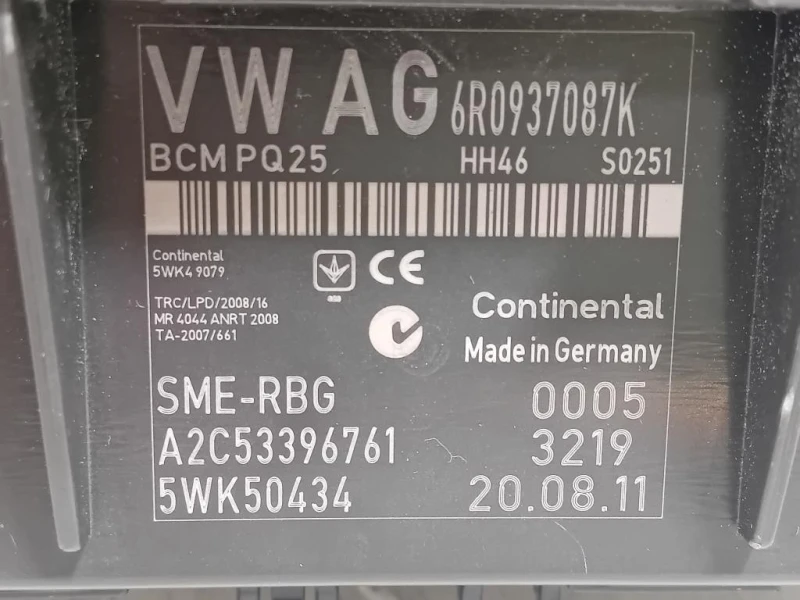 VW AG 6R0937087K
BCM PQ25 HH46 S0251
Continental
5WK4 9079
CE
TRC/LPD/2008/16
MR 4044 ANRT 2008
TA-2007/661
Continental
Made in Germany
SME-RBG 0005
A2C53396761 3219
5WK50434 20.08.11